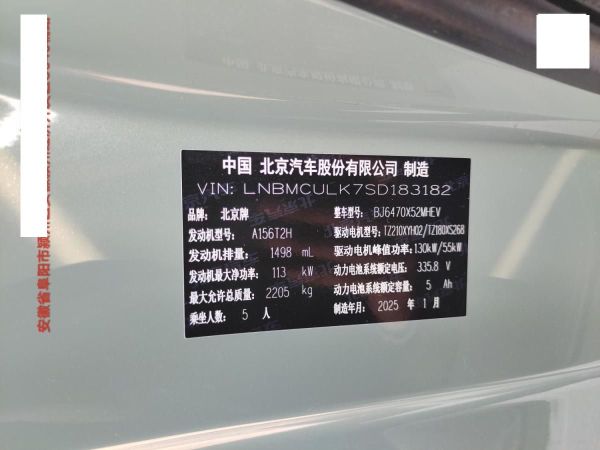 中国 北京汽车股份有限公司 制造
VIN: LNBMCULK7SD183182
品牌: 北京牌 整车型号: BJ6470X52MHEV
发动机型号: A156T2H 驱动电机型号: TZ210XYH02/TZ180XS26B
发动机排量: 1498 mL 驱动电机峰值功率: 130kW/55kW
发动机最大净功率: 113 kW 动力电池系统额定电压: 335.8 V
最大允许总质量: 2205 kg 动力电池系统额定容量: 5 Ah
乘坐人数: 5 人 制造年月: 2025 年 1 月
安徽省阜阳市颍